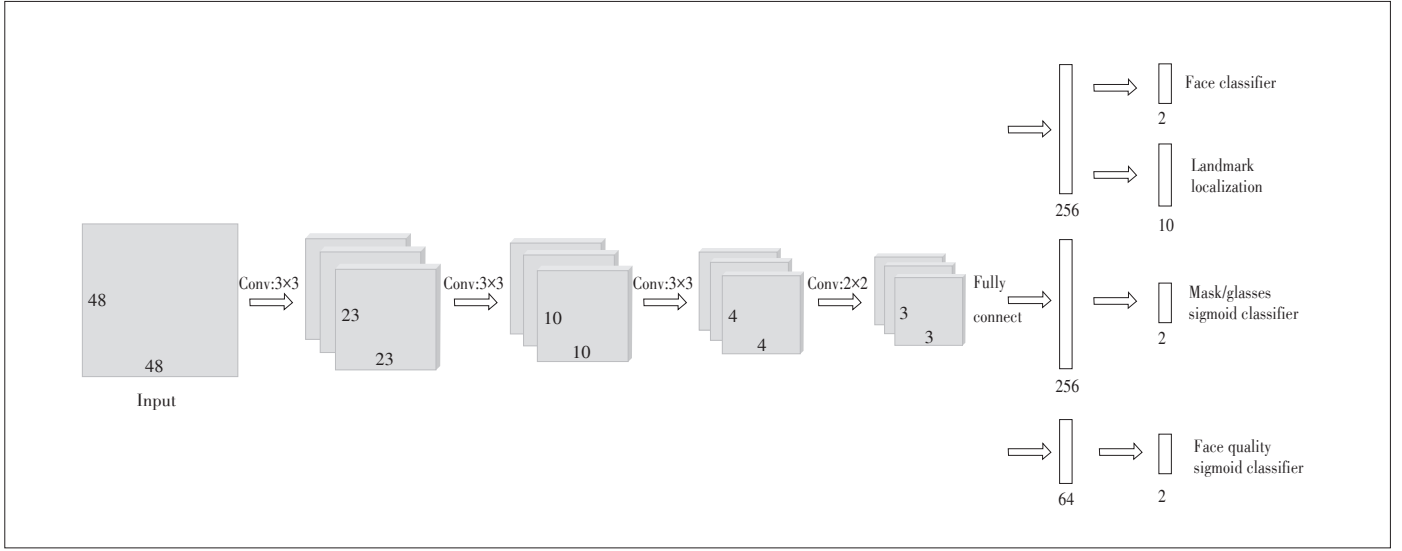 48
48
Input
Conv:3×3
23
23
Conv:3×3
10
10
Conv:3×3
4
4
Conv:2×2
3
3
Fully
connect
256
Face classifier
2
Landmark
localization
10
256
Mask/glasses
sigmoid classifier
2
64
Face quality
sigmoid classifier
2